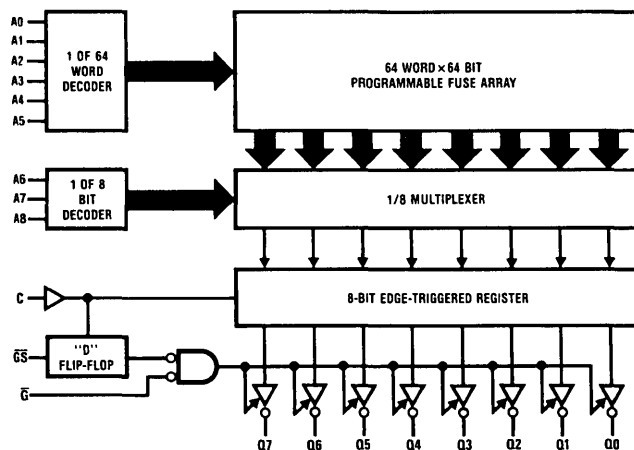 A0
A1
A2
A3
A4
A5
1 OF 64
WORD
DECODER
64 WORD × 64 BIT
PROGRAMMABLE FUSE ARRAY
A6
A7
A8
1 OF 8
BIT
DECODER
1/8 MULTIPLEXER
C
8-BIT EDGE-TRIGGERED REGISTER
G̅S̅
"D"
FLIP-FLOP
G̅
Q7 Q6 Q5 Q4 Q3 Q2 Q1 Q0